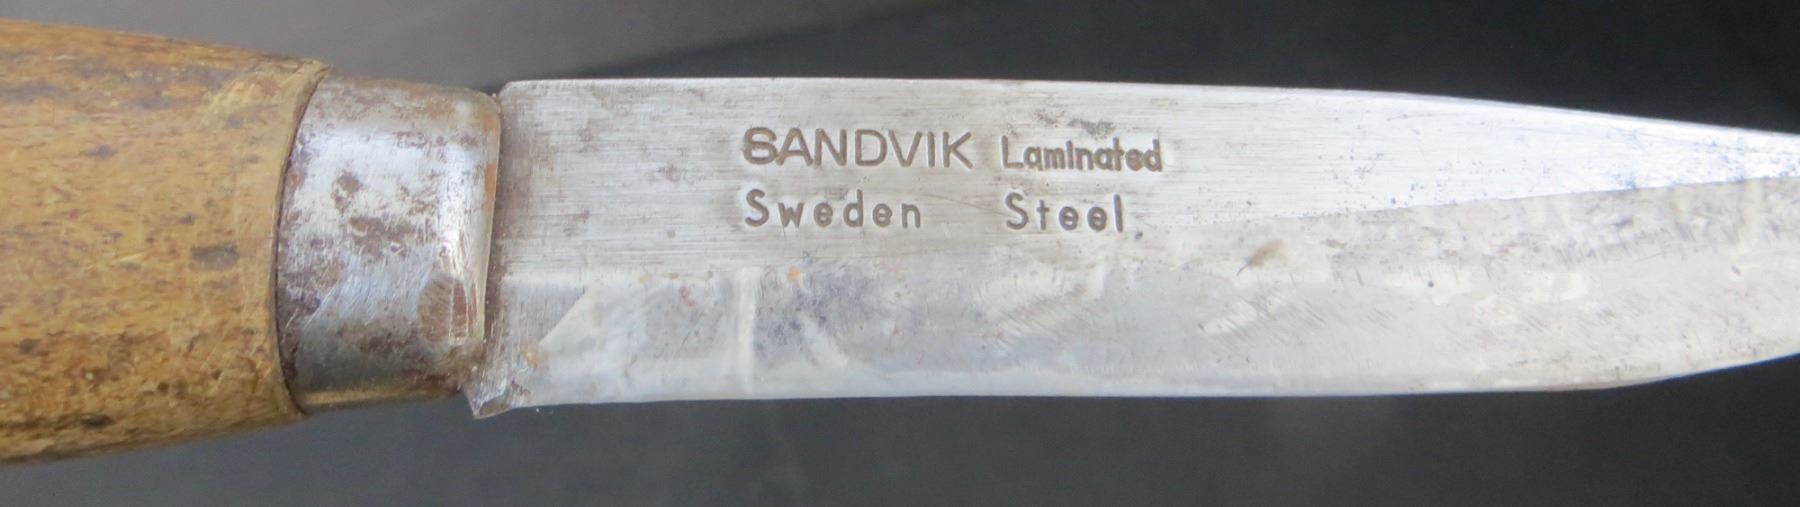 SANDVIK Laminated
Sweden Steel